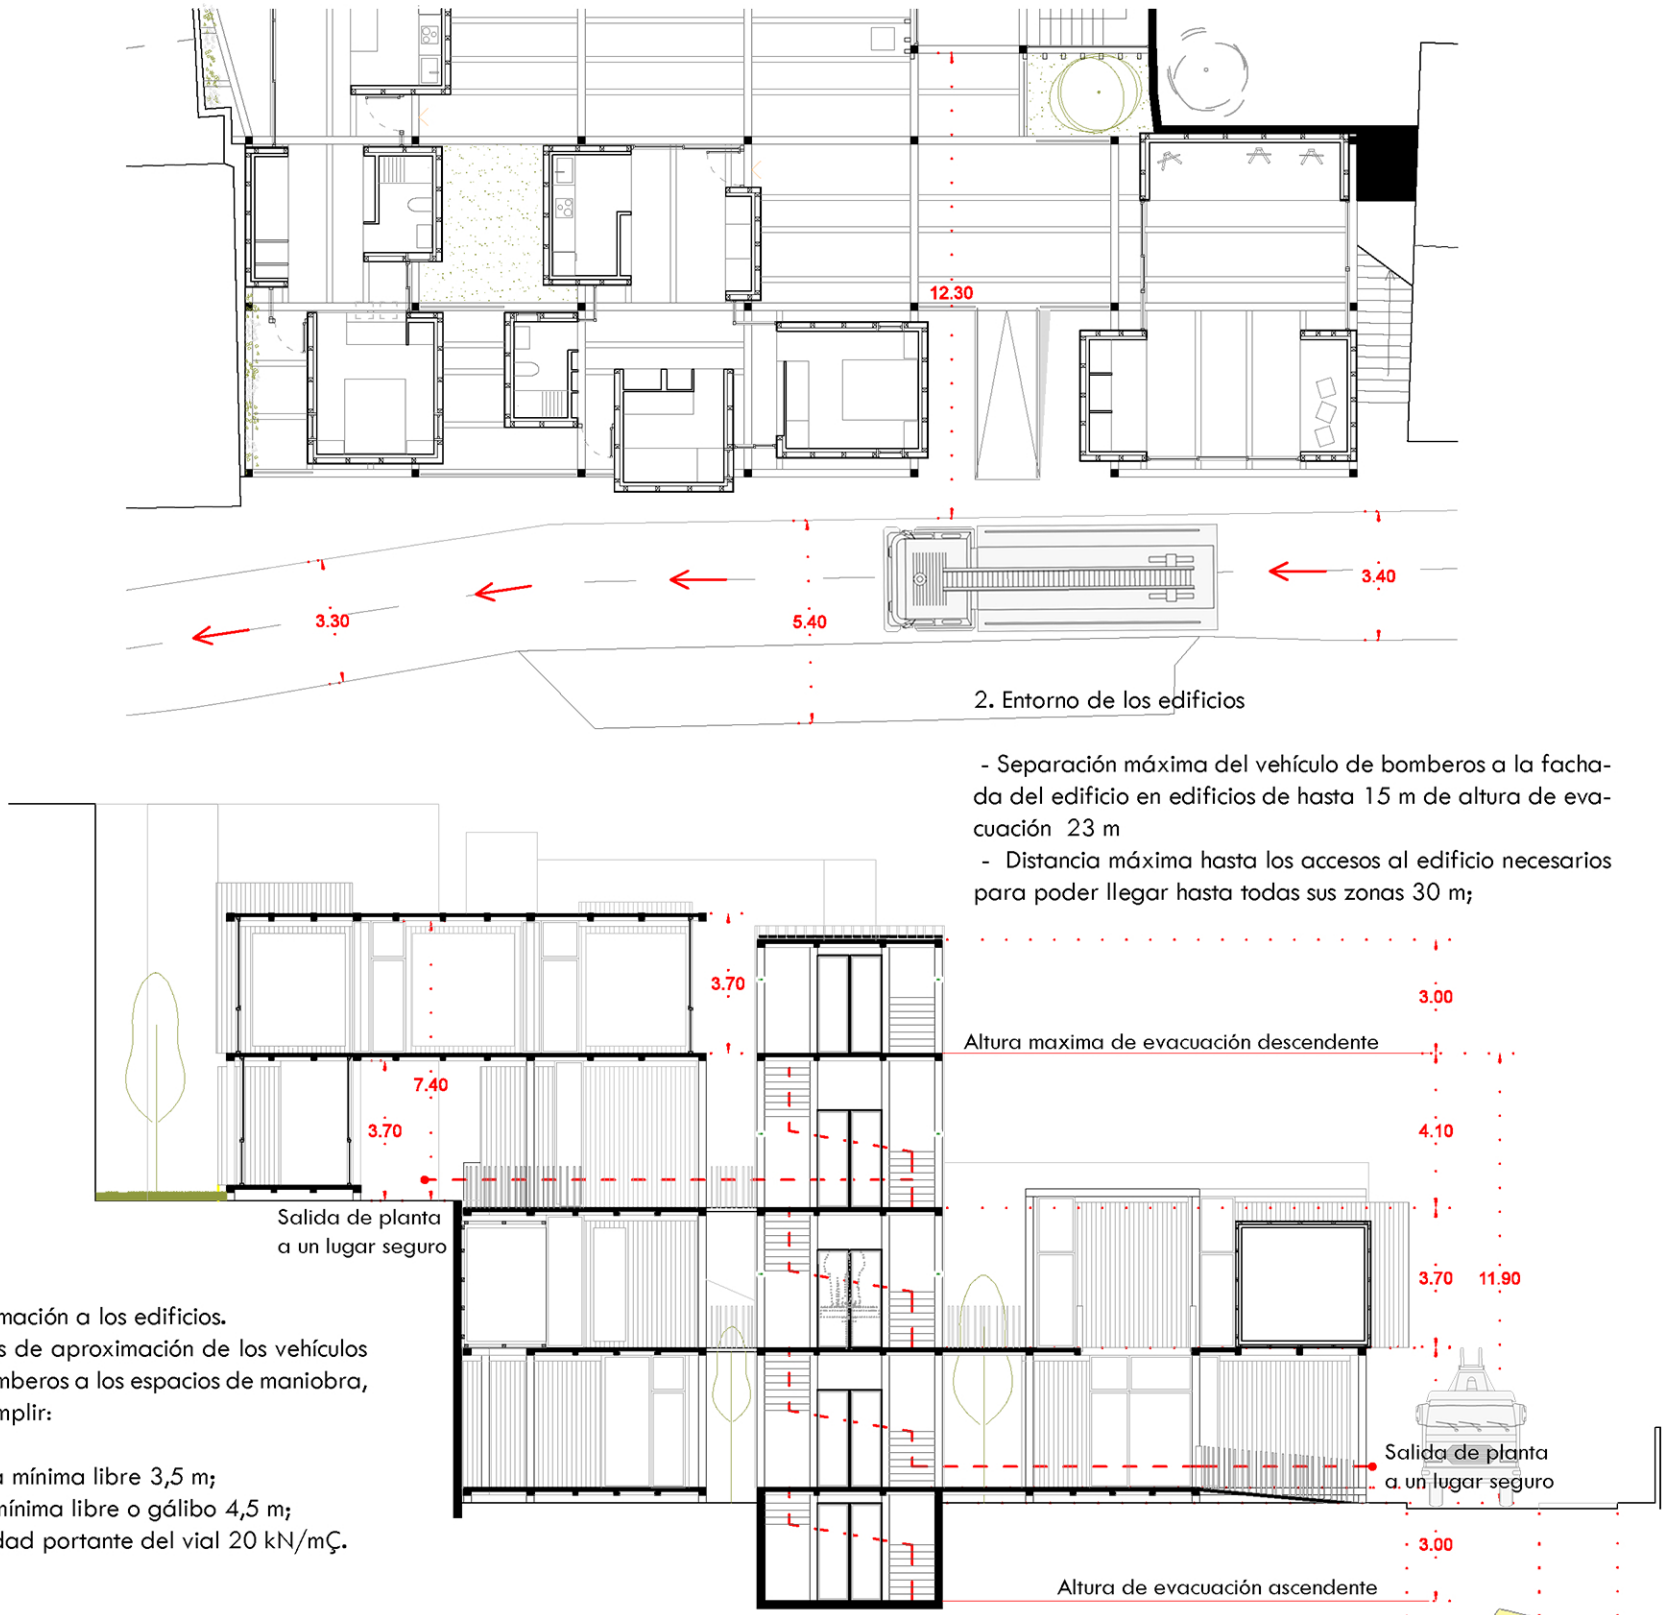 12.30
3.40
3.30
5.40
2. Entorno de los edificios
- Separación máxima del vehículo de bomberos a la facha-
da del edificio en edificios de hasta 15 m de altura de eva-
cuación 23 m
- Distancia máxima hasta los accesos al edificio necesarios
para poder llegar hasta todas sus zonas 30 m;
3.70
3.00
Altura maxima de evacuación descendente
7.40
3.70
4.10
Salida de planta
a un lugar seguro
3.70
11.90
mación a los edificios.
s de aproximación de los vehículos
mberos a los espacios de maniobra,
mplir:
a mínima libre 3,5 m;
mínima libre o gálibo 4,5 m;
dad portante del vial 20 kN/mÇ.
Salida de planta
a un lugar seguro
3.00
Altura de evacuación ascendente